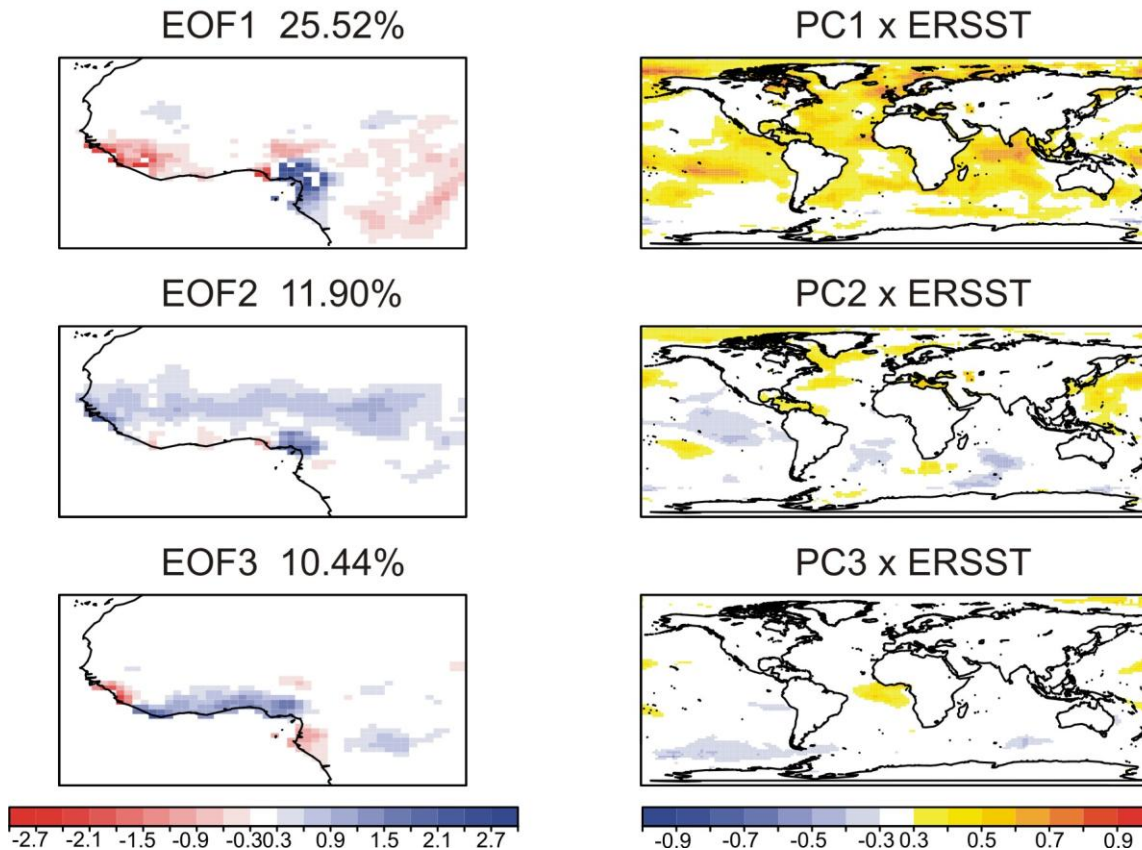 EOF1 25.52%
PC1 x ERSST
EOF2 11.90%
PC2 x ERSST
EOF3 10.44%
PC3 x ERSST
-2.7 -2.1 -1.5 -0.9 -0.30.3 0.9 1.5 2.1 2.7
-0.9 -0.7 -0.5 -0.3 0.3 0.5 0.7 0.9